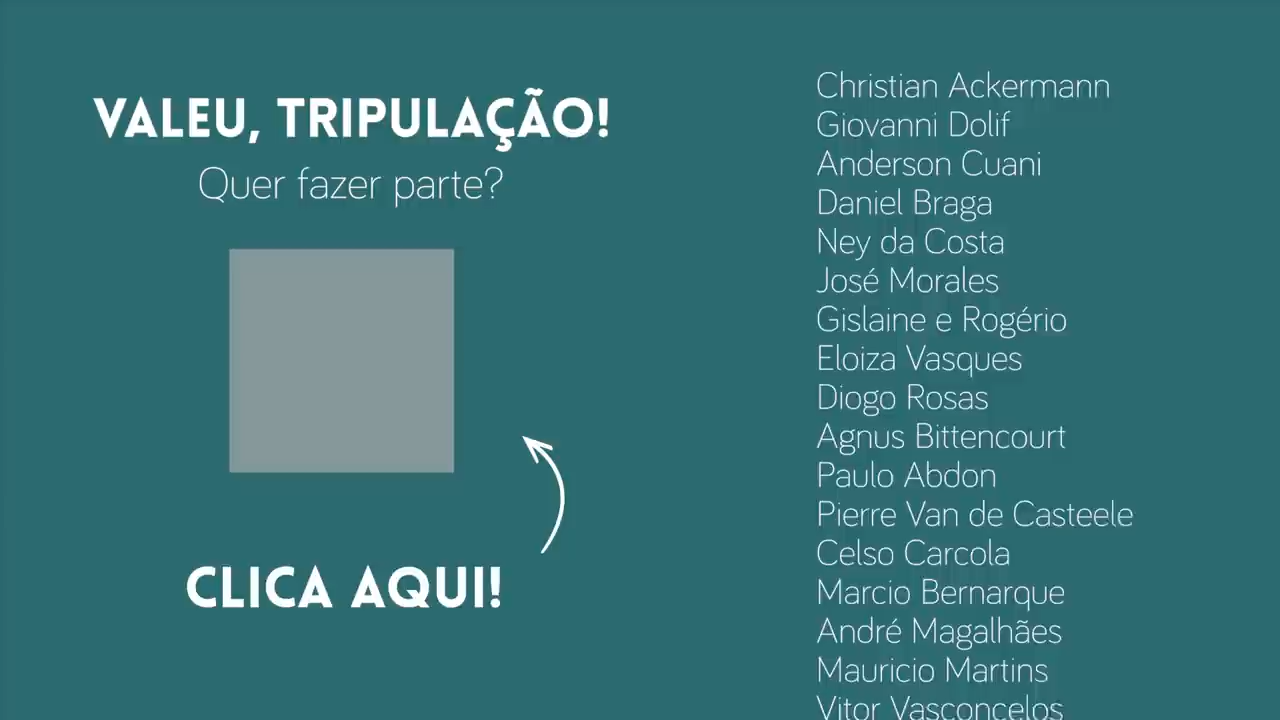 VALEU, TRIPULAÇÃO!
Quer fazer parte?
CLICA AQUI!
Christian Ackermann
Giovanni Dolif
Anderson Cuani
Daniel Braga
Ney da Costa
José Morales
Gislaine e Rogério
Eloiza Vasques
Diogo Rosas
Agnus Bittencourt
Paulo Abdon
Pierre Van de Casteele
Celso Carcola
Marcio Bernarque
André Magalhães
Mauricio Martins
Vitor Vasconcelos